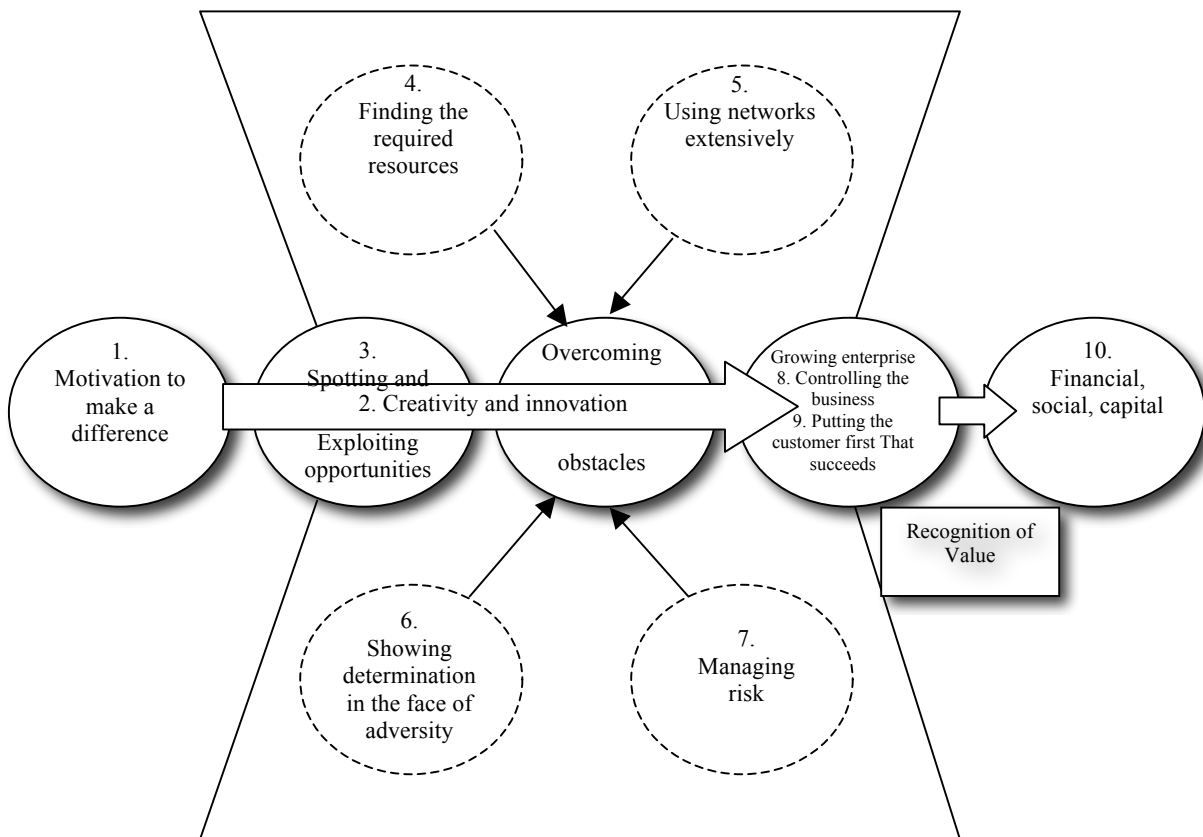 4.
Finding the
required
resources
5.
Using networks
extensively
1.
Motivation to
make a
difference
3.
Spotting and
2. Creativity and innovation
Exploiting
opportunities
Overcoming
obstacles
Growing enterprise
8. Controlling the
business
9. Putting the
customer first That
succeeds
10.
Financial,
social, capital
Recognition of
Value
6.
Showing
determination
in the face of
adversity
7.
Managing
risk